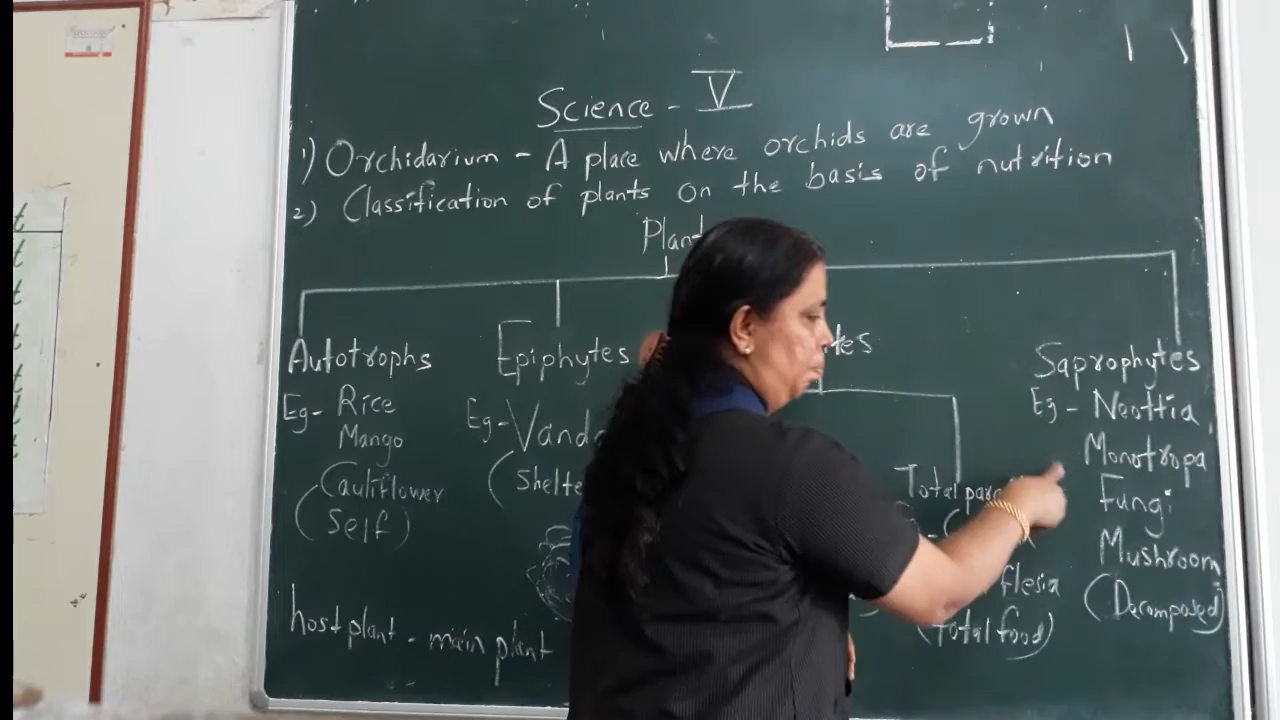 Science - V
1) Orchidarium - A place where orchids are grown
2) Classification of plants on the basis of nutrition
Plant
Autotrophs
Eg - Rice
Mango
Cauliflower
(Self)
Epiphytes
Eg - Vanda
(Shelte
tes
Total para
flesia
(Total food)
Saprophytes
Eg - Neottia
Monotropa
Fungi
Mushroom
(Decomposed)
host plant - main plant